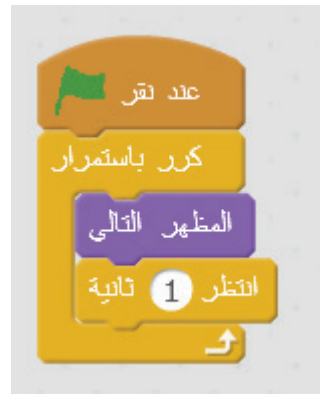 عند نقر
كرر باستمرار
المظهر التالي
انتظر 1 ثانية